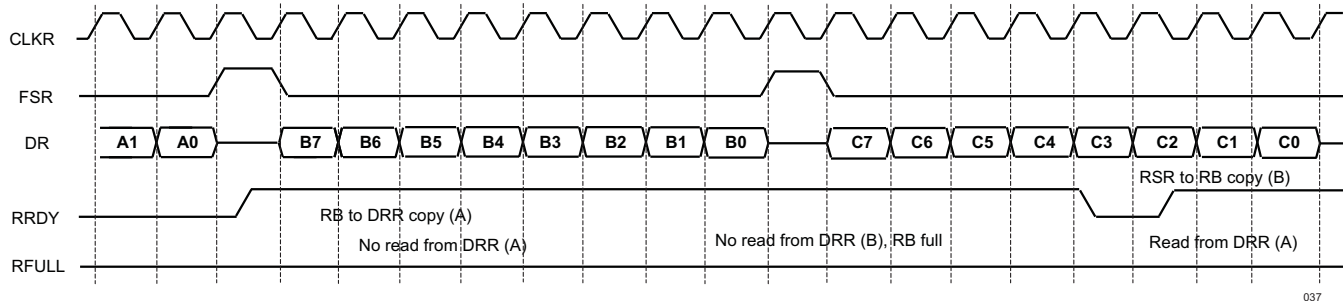 CLKR
FSR
DR A1 A0 B7 B6 B5 B4 B3 B2 B1 B0 C7 C6 C5 C4 C3 C2 C1 C0
RSR to RB copy (B)
RRDY RB to DRR copy (A)
No read from DRR (A) No read from DRR (B), RB full Read from DRR (A)
RFULL
037